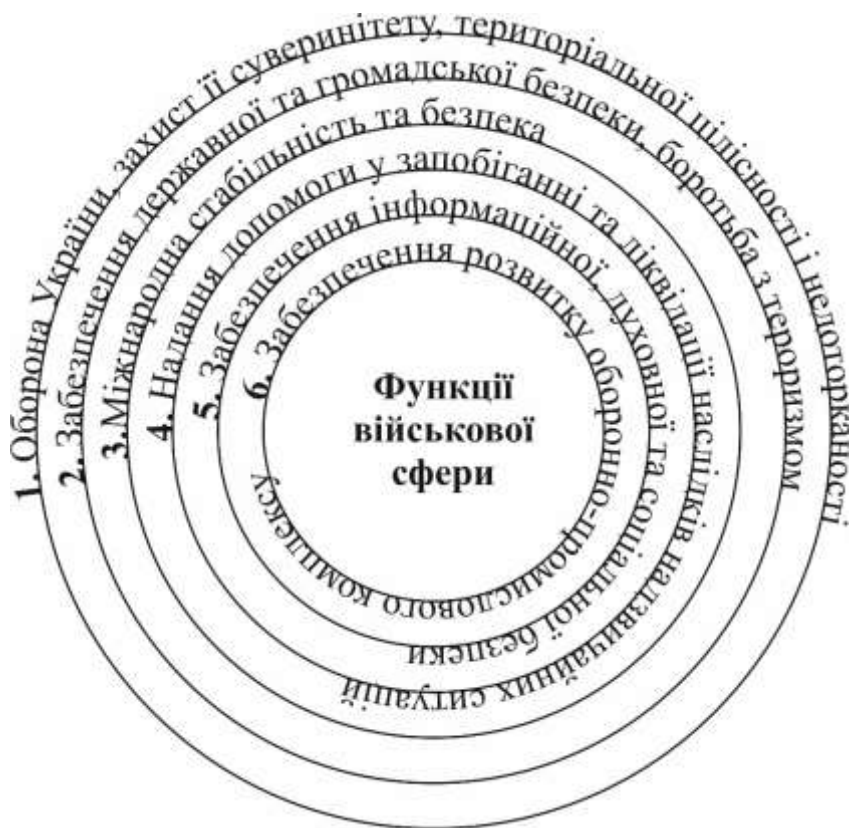 1. Оборона України, захист її суверинітету, територіальної цілісності і недоторканості
2. Забезпечення державної та громадської безпеки, боротьба з тероризмом
3. Міжнародна стабільність та безпека
4. Надання допомоги у запобіганні та ліквідації наслідків надзвичайних ситуацій
5. Забезпечення інформаційної, духовної та соціальної безпеки
6. Забезпечення розвитку оборонно-промислового комплексу
Функції
військової
сфери